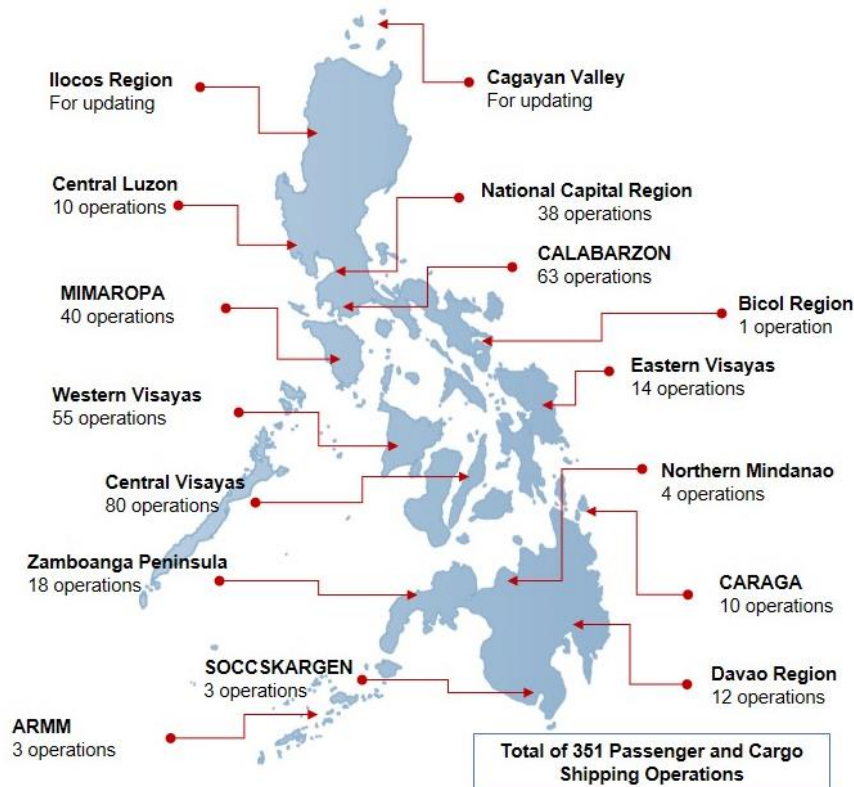 Ilocos Region
For updating
Cagayan Valley
For updating
Central Luzon
10 operations
National Capital Region
38 operations
CALABARZON
63 operations
MIMAROPA
40 operations
Bicol Region
1 operation
Eastern Visayas
14 operations
Western Visayas
55 operations
Northern Mindanao
4 operations
Central Visayas
80 operations
Zamboanga Peninsula
18 operations
CARAGA
10 operations
SOCCSKARGEN
3 operations
Davao Region
12 operations
ARMM
3 operations
Total of 351 Passenger and Cargo
Shipping Operations